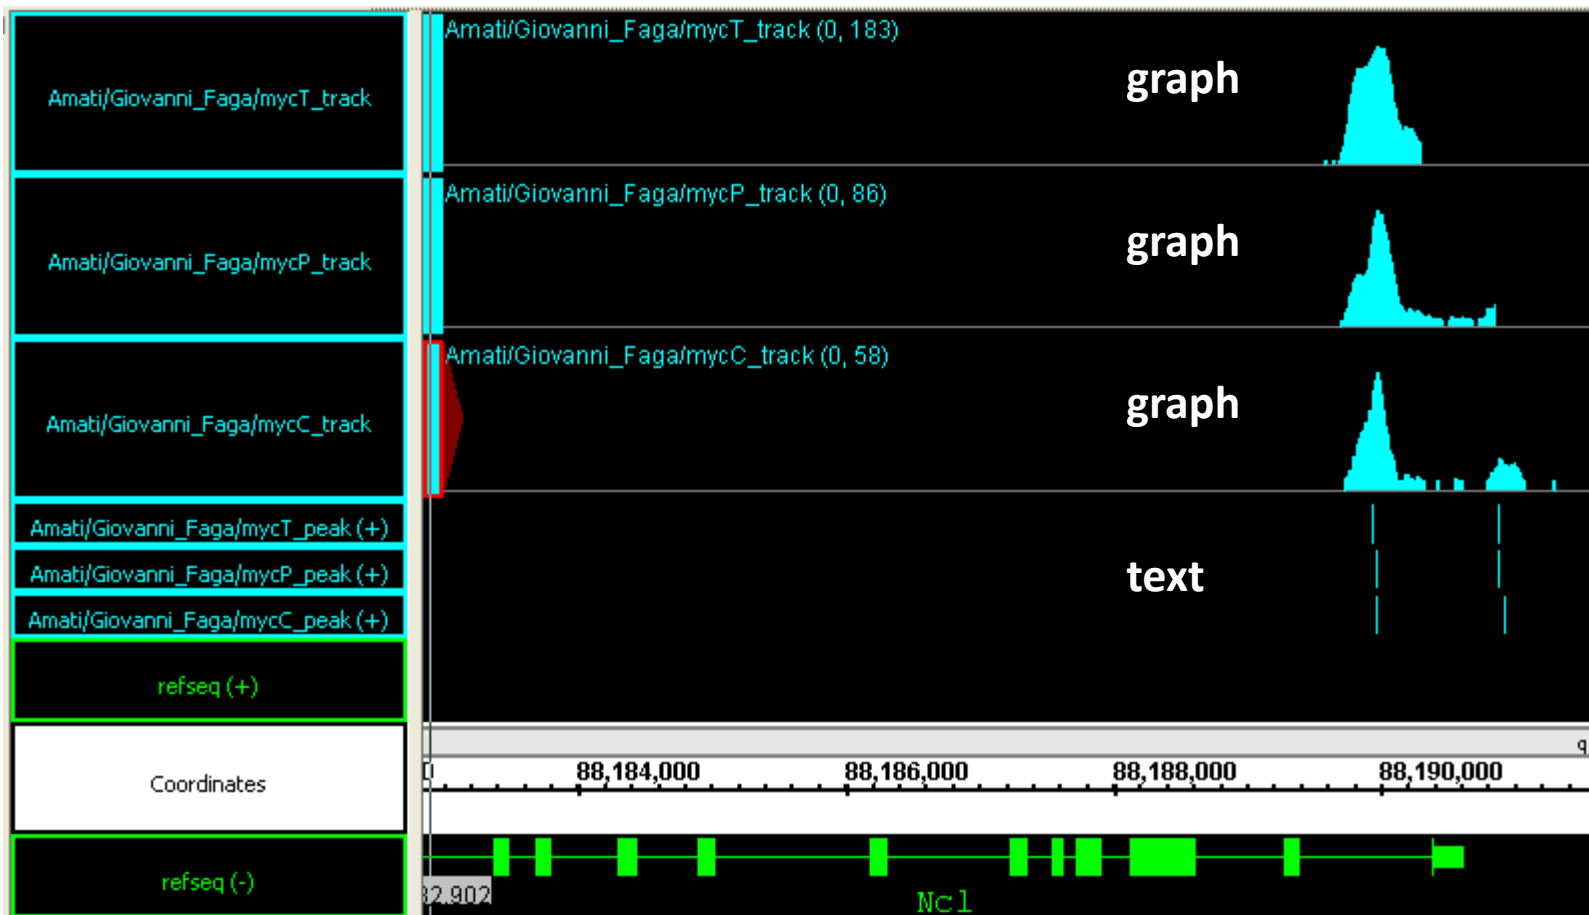 Amati/Giovanni_Faga/mycT_track
Amati/Giovanni_Faga/mycT_track (0, 183)
graph
Amati/Giovanni_Faga/mycP_track
Amati/Giovanni_Faga/mycP_track (0, 86)
graph
Amati/Giovanni_Faga/mycC_track
Amati/Giovanni_Faga/mycC_track (0, 58)
graph
Amati/Giovanni_Faga/mycT_peak (+)
Amati/Giovanni_Faga/mycP_peak (+)
Amati/Giovanni_Faga/mycC_peak (+)
text
refseq (+)
q
Coordinates
88,184,000 88,186,000 88,188,000 88,190,000
refseq (-)
32,902
Ncl